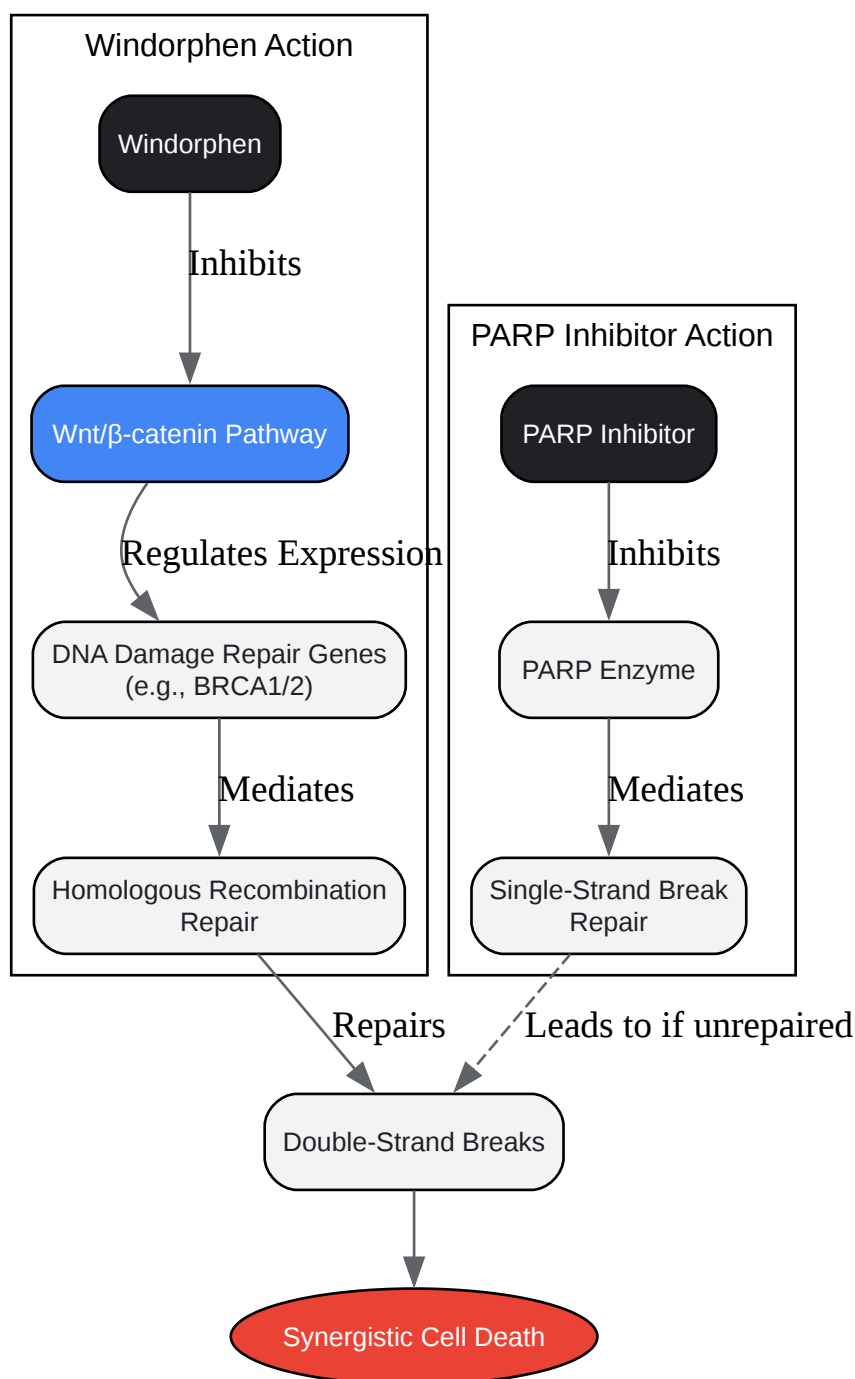 Windorphen Action
Windorphen
Inhibits
Wnt/β-catenin Pathway
Regulates Expression
DNA Damage Repair Genes
(e.g., BRCA1/2)
Mediates
Homologous Recombination
Repair
PARP Inhibitor Action
PARP Inhibitor
Inhibits
PARP Enzyme
Mediates
Single-Strand Break
Repair
Repairs
Leads to if unrepaired
Double-Strand Breaks
Synergistic Cell Death